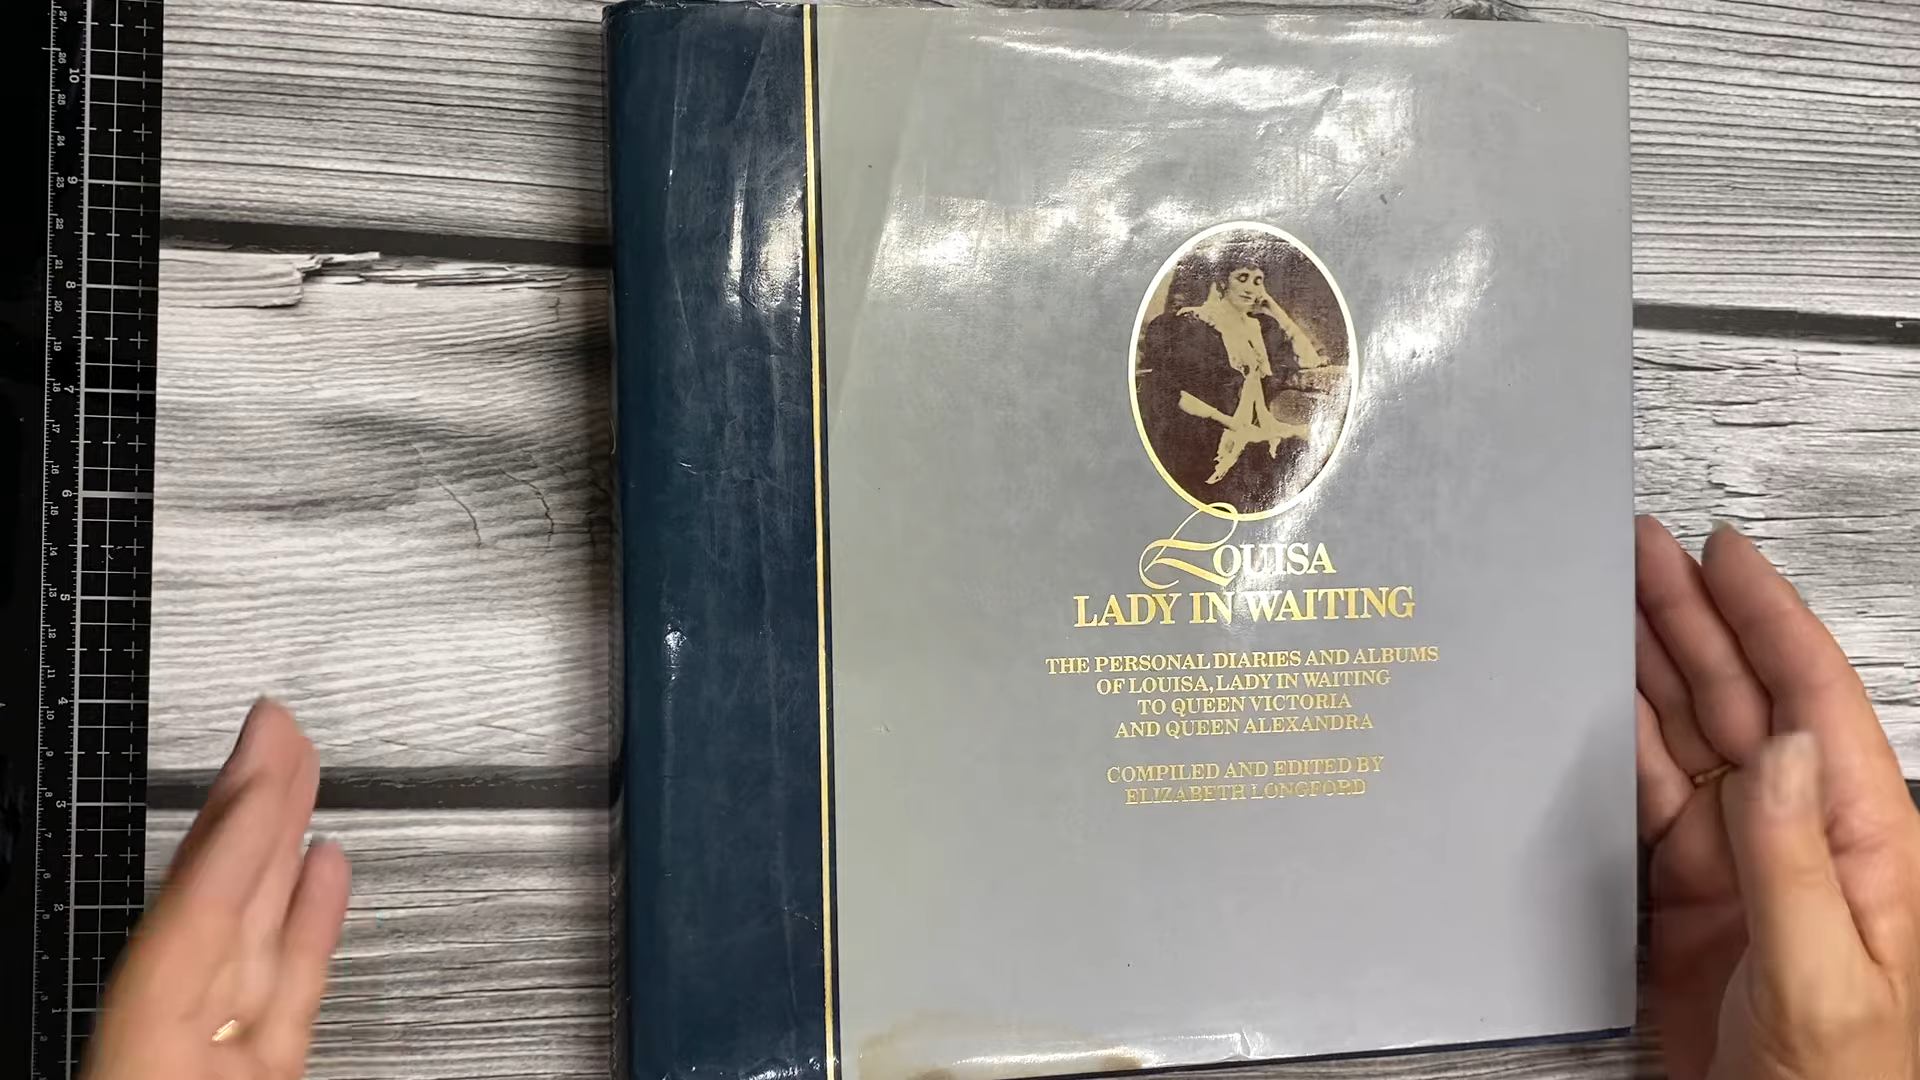 LOUISA
LADY IN WAITING
THE PERSONAL DIARIES AND ALBUMS
OF LOUISA, LADY IN WAITING
TO QUEEN VICTORIA
AND QUEEN ALEXANDRA
COMPILED AND EDITED BY
ELIZABETH LONGFORD